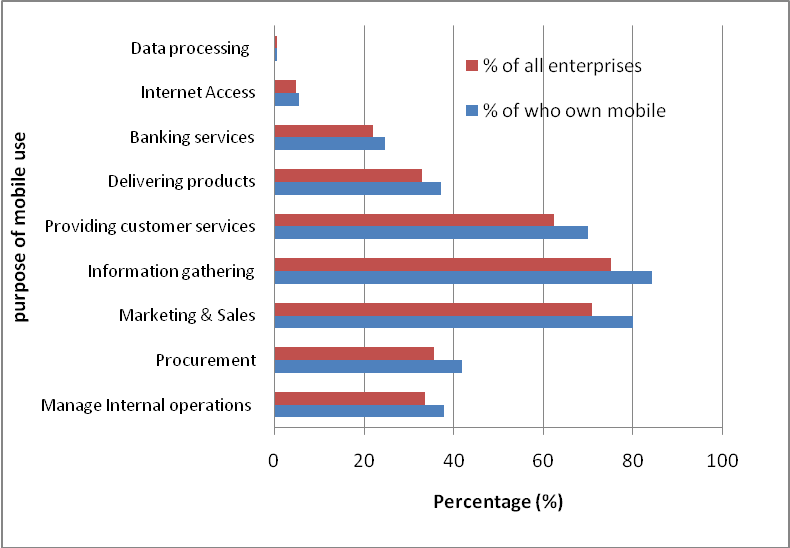 purpose of mobile use
Data processing
Internet Access
Banking services
Delivering products
Providing customer services
Information gathering
Marketing & Sales
Procurement
Manage Internal operations
% of all enterprises
% of who own mobile
0 20 40 60 80 100
Percentage (%)